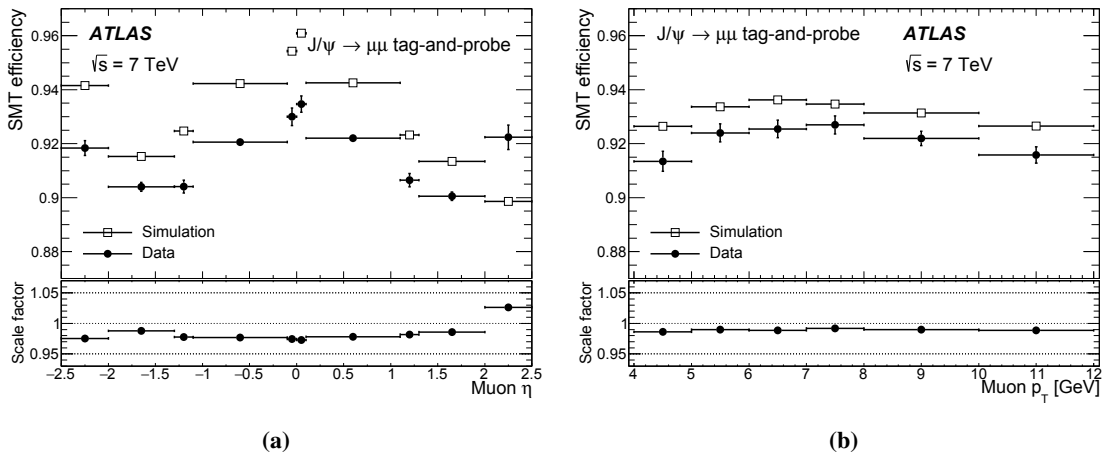 SMT efficiency
0.96
0.94
0.92
0.9
0.88
ATLAS
√s = 7 TeV
J/ψ → μμ tag-and-probe
Simulation
Data
Scale factor
1.05
1
0.95
−2.5 −2 −1.5 −1 −0.5 0 0.5 1 1.5 2 2.5
Muon η
(a)
SMT efficiency
0.96
0.94
0.92
0.9
0.88
J/ψ → μμ tag-and-probe
ATLAS
√s = 7 TeV
Simulation
Data
Scale factor
1.05
1
0.95
4 5 6 7 8 9 10 11 12
Muon p_T [GeV]
(b)